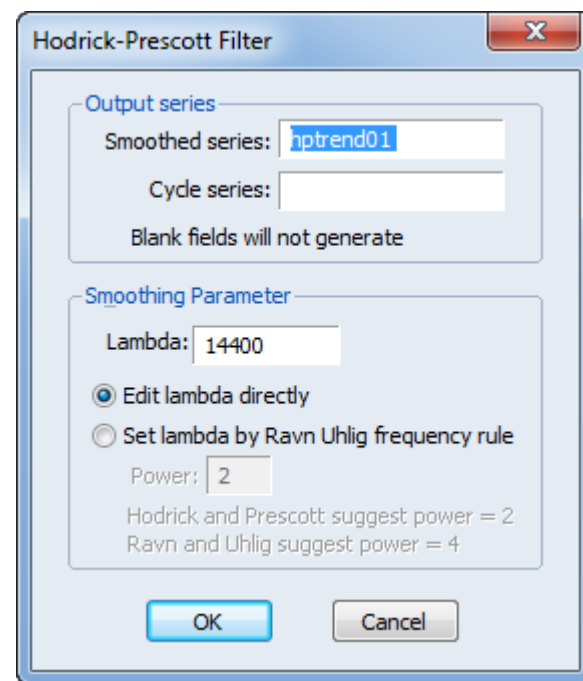 Hodrick-Prescott Filter
Output series
Smoothed series: hptrend01
Cycle series:
Blank fields will not generate
Smoothing Parameter
Lambda: 14400
Edit lambda directly
Set lambda by Ravn Uhlig frequency rule
Power: 2
Hodrick and Prescott suggest power = 2
Ravn and Uhlig suggest power = 4
OK Cancel